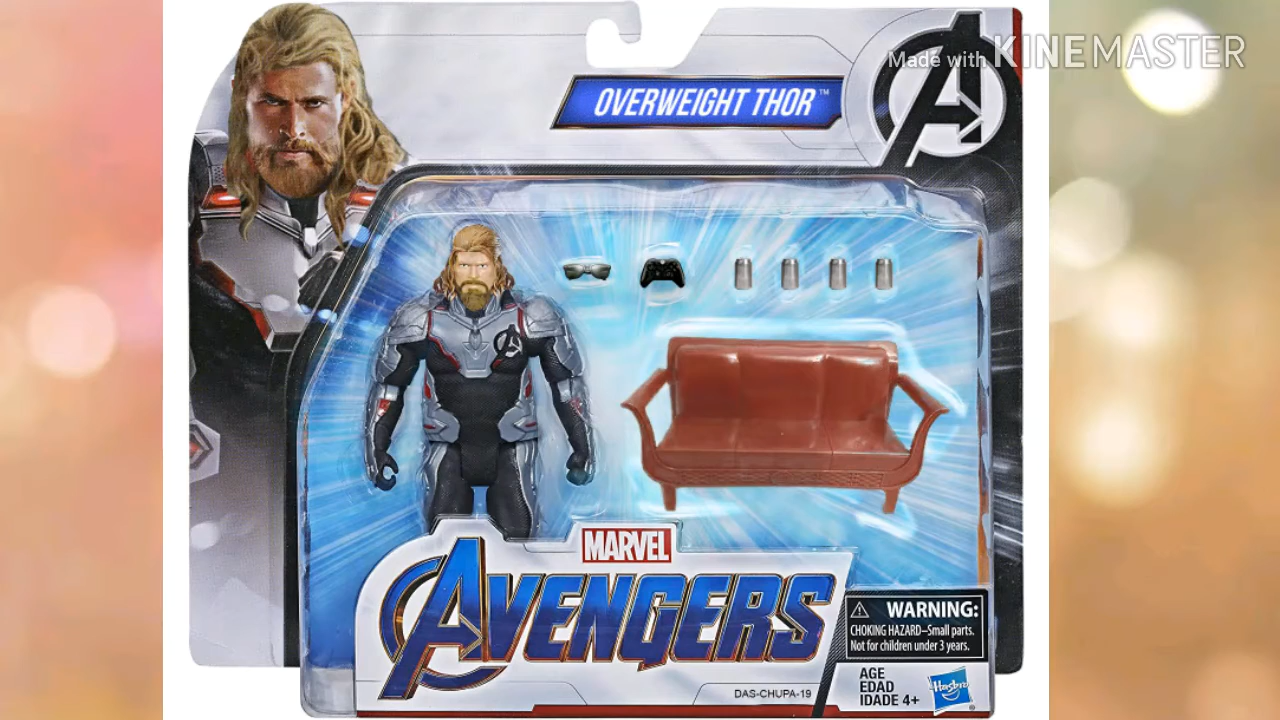 Made with KINEMASTER
OVERWEIGHT THOR™
MARVEL
AVENGERS
WARNING:
CHOKING HAZARD–Small parts.
Not for children under 3 years.
AGE
EDAD
IDADE 4+
Hasbro
®
DAS-CHUPA-19